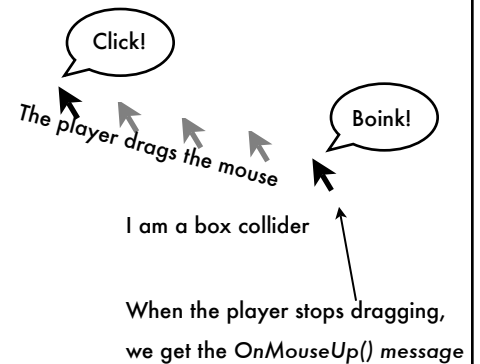 Click!
The player drags the mouse
Boink!
I am a box collider
When the player stops dragging,
we get the OnMouseUp() message